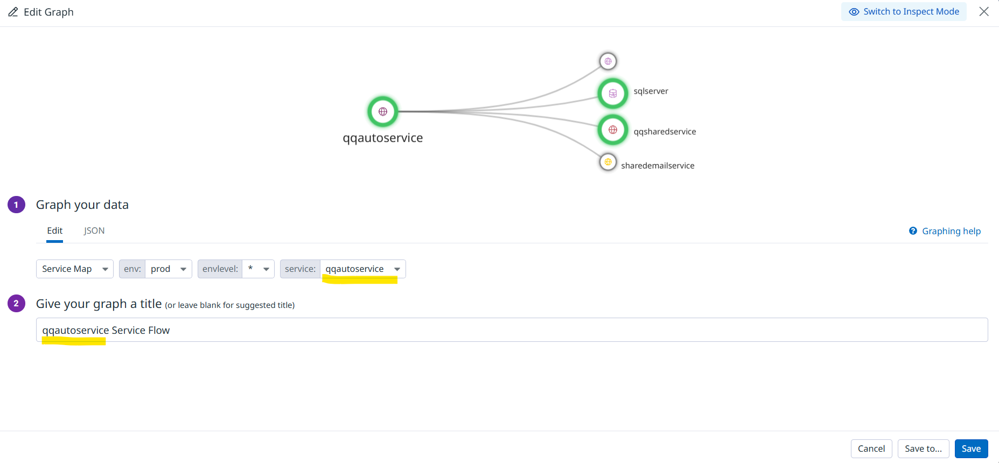 Edit Graph
Switch to Inspect Mode
sqlserver
qqautoservice
qqsharedservice
sharedemailservice
1 Graph your data
Edit JSON
? Graphing help
Service Map env: prod envlevel: * service: qqautoservice
2 Give your graph a title (or leave blank for suggested title)
qqautoservice Service Flow
Cancel Save to... Save